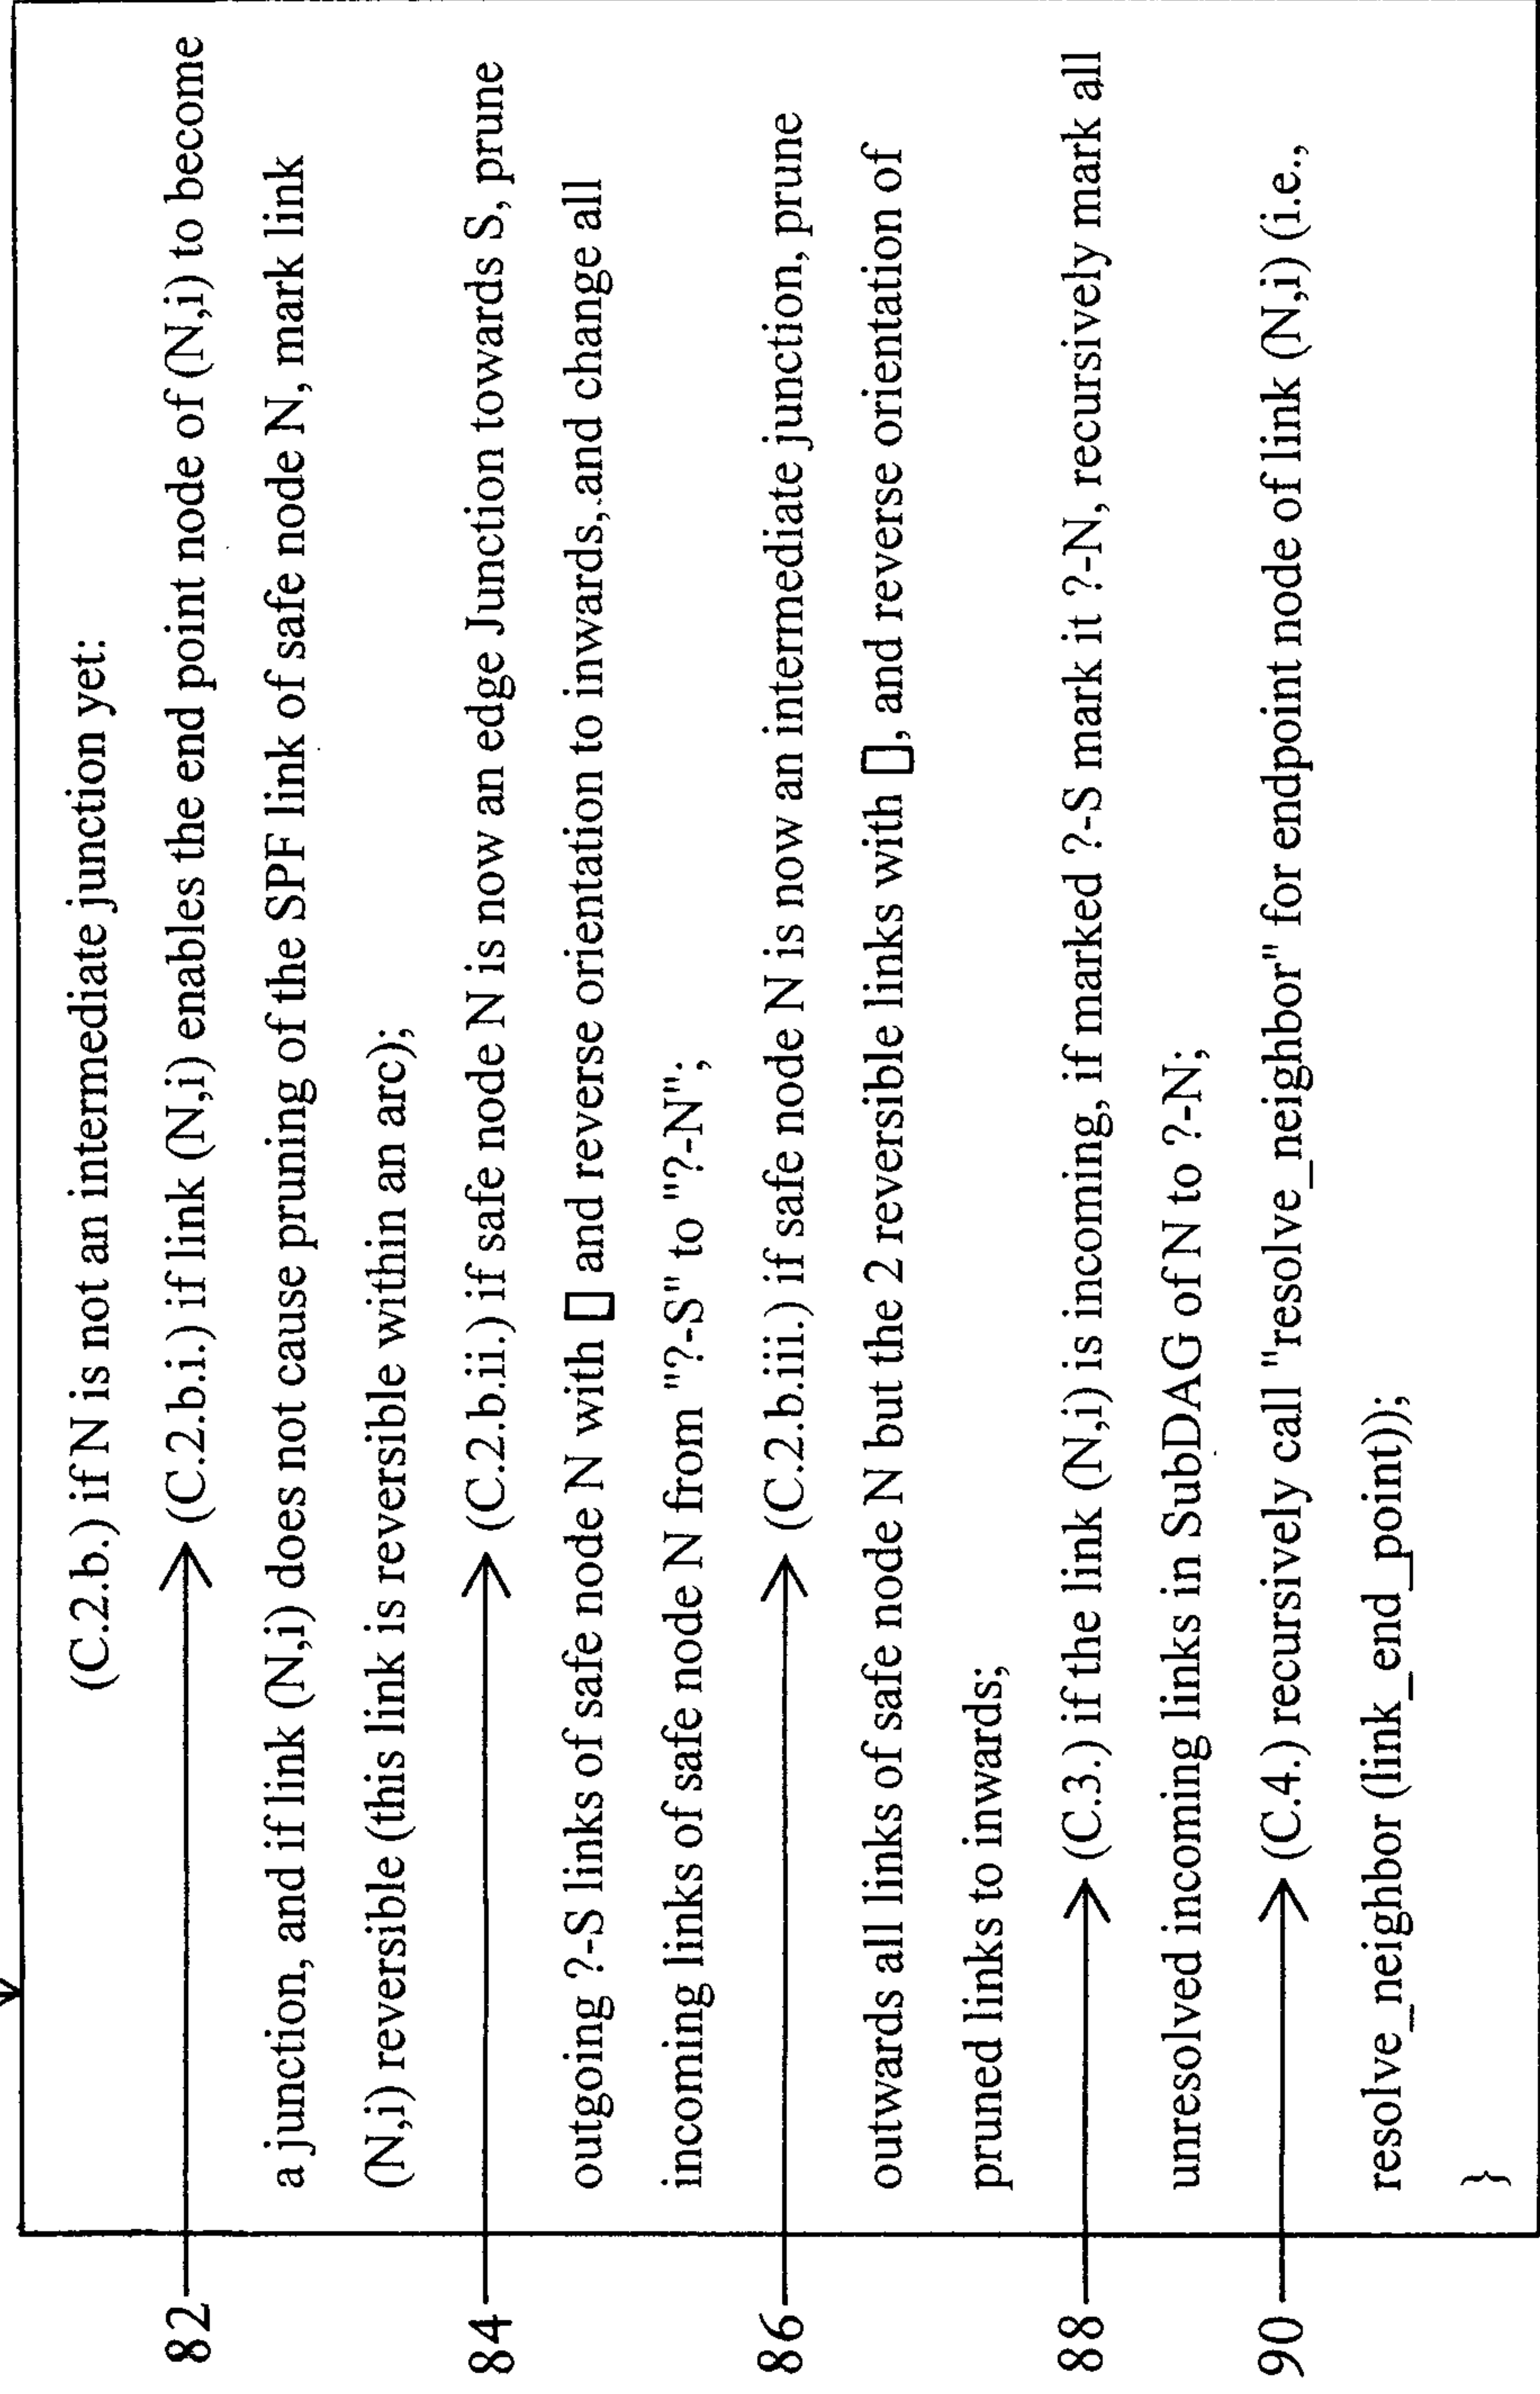 (C.2.b.) if N is not an intermediate junction yet:
82 (C.2.b.i.) if link (N,i) enables the end point node of (N,i) to become
a junction, and if link (N,i) does not cause pruning of the SPF link of safe node N, mark link
(N,i) reversible (this link is reversible within an arc);
84 (C.2.b.ii.) if safe node N is now an edge Junction towards S, prune
outgoing ?-S links of safe node N with [] and reverse orientation to inwards, and change all
incoming links of safe node N from "?-S" to "?-N":,
86 (C.2.b.iii.) if safe node N is now an intermediate junction, prune
outwards all links of safe node N but the 2 reversible links with [], and reverse orientation of
pruned links to inwards;
88 (C.3.) if the link (N,i) is incoming, if marked ?-S mark it ?-N, recursively mark all
unresolved incoming links in SubDAG of N to ?-N;
90 (C.4.) recursively call "resolve_neighbor" for endpoint node of link (N,i) (i.e.,
resolve_neighbor (link_end_point));
}